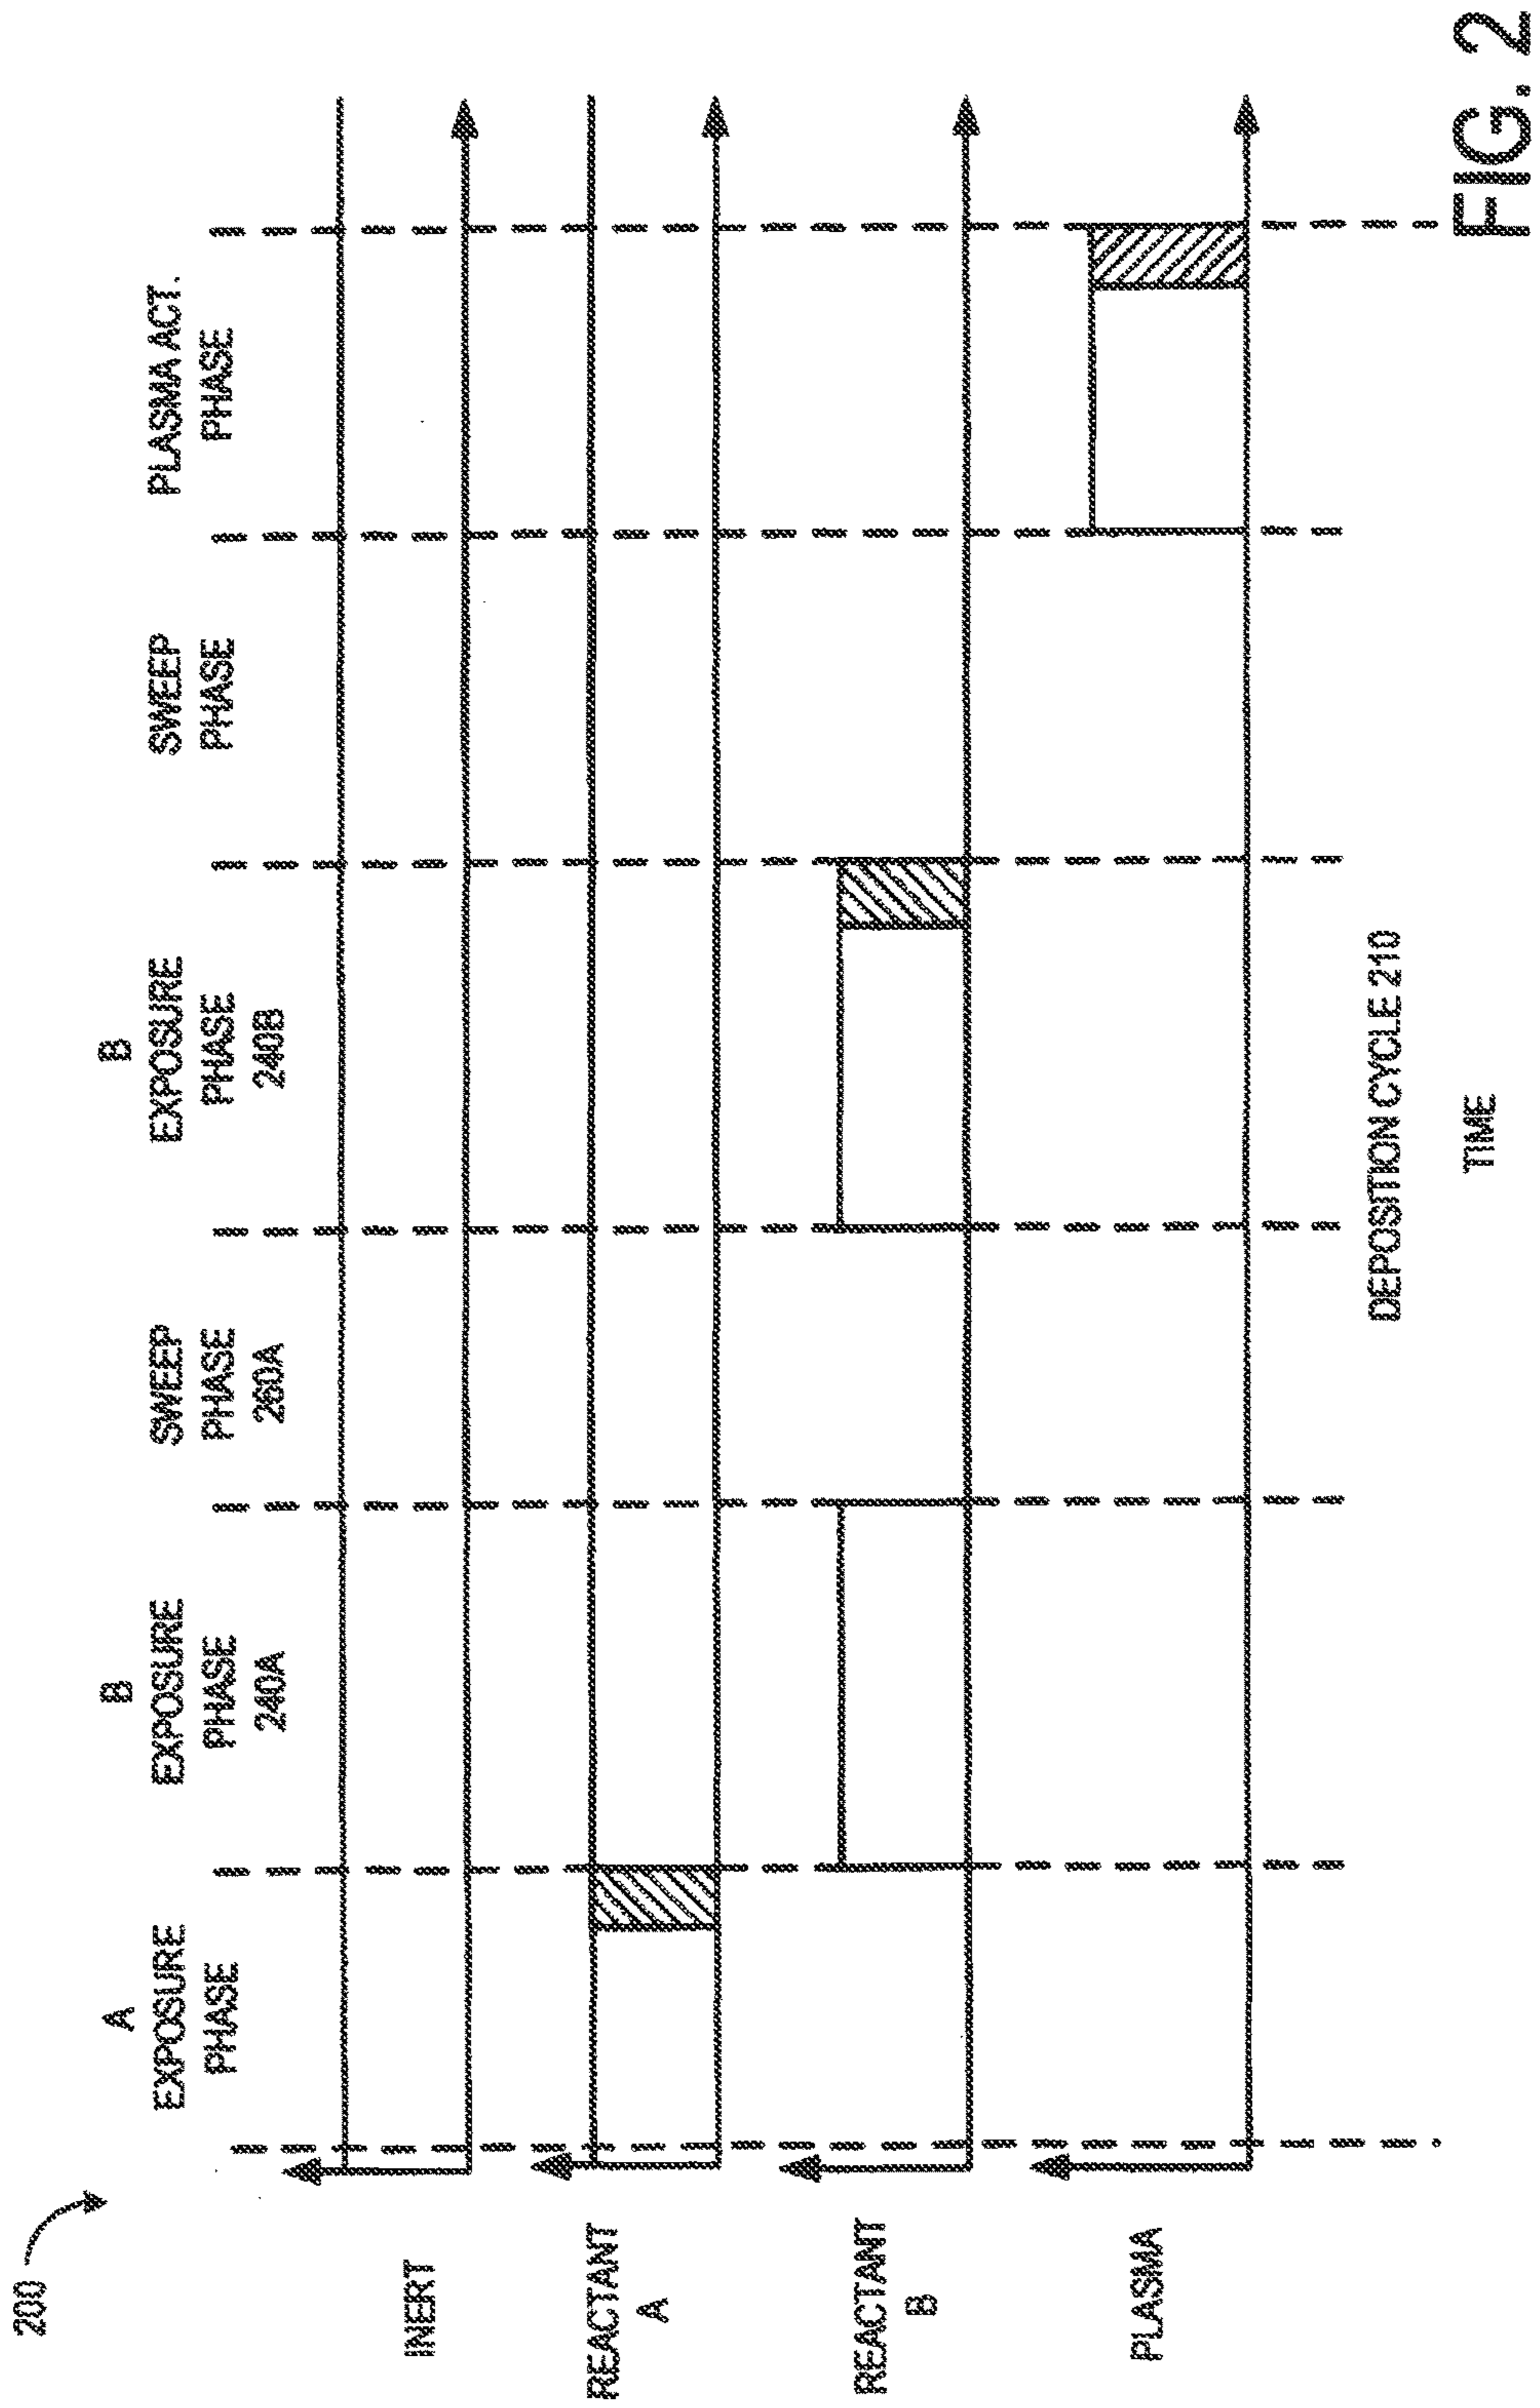 200
A
EXPOSURE
PHASE
B
EXPOSURE
PHASE
240A
SWEEP
PHASE
260A
B
EXPOSURE
PHASE
240B
SWEEP
PHASE
PLASMA ACT.
PHASE
INERT
REACTANT
A
REACTANT
B
PLASMA
DEPOSITION CYCLE 210
TIME
FIG. 2